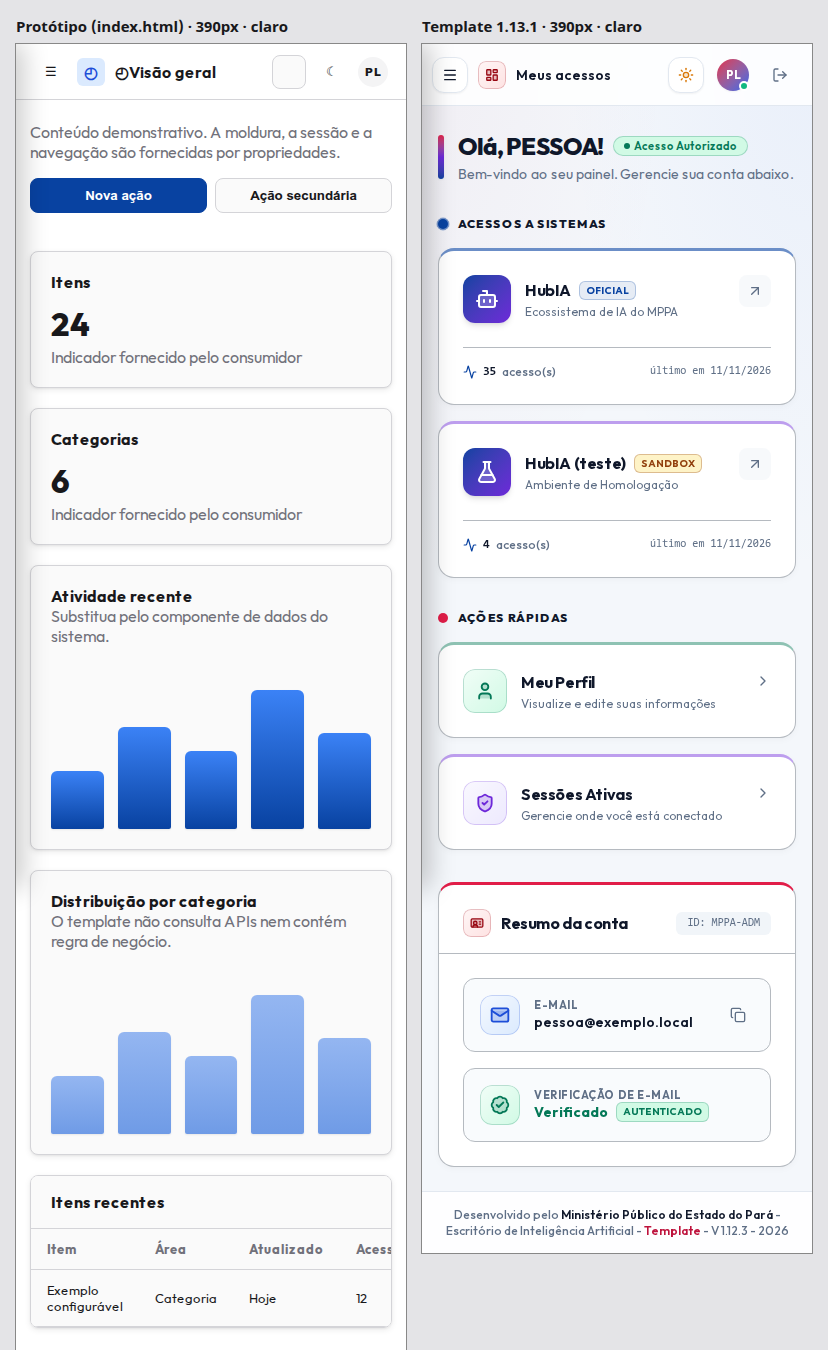 Protótipo (index.html) · 390px · claro
Visão geral
PL
Conteúdo demonstrativo. A moldura, a sessão e a
navegação são fornecidas por propriedades.
Nova ação
Ação secundária
Itens
24
Indicador fornecido pelo consumidor
Categorias
6
Indicador fornecido pelo consumidor
Atividade recente
Substitua pelo componente de dados do
sistema.
Distribuição por categoria
O template não consulta APIs nem contém
regra de negócio.
Itens recentes
Item Área Atualizado Acess
Exemplo
configurável
Categoria Hoje 12
Template 1.13.1 · 390px · claro
Meus acessos
PL
Olá, PESSOA!
Acesso Autorizado
Bem-vindo ao seu painel. Gerencie sua conta abaixo.
ACESSOS A SISTEMAS
HubIA OFICIAL
Ecossistema de IA do MPPA
35 acesso(s) último em 11/11/2026
HubIA (teste) SANDBOX
Ambiente de Homologação
4 acesso(s) último em 11/11/2026
AÇÕES RÁPIDAS
Meu Perfil
Visualize e edite suas informações
Sessões Ativas
Gerencie onde você está conectado
Resumo da conta ID: MPPA-ADM
E-MAIL
pessoa@exemplo.local
VERIFICAÇÃO DE E-MAIL
Verificado AUTENTICADO
Desenvolvido pelo Ministério Público do Estado do Pará -
Escritório de Inteligência Artificial - Template - V1.12.3 - 2026